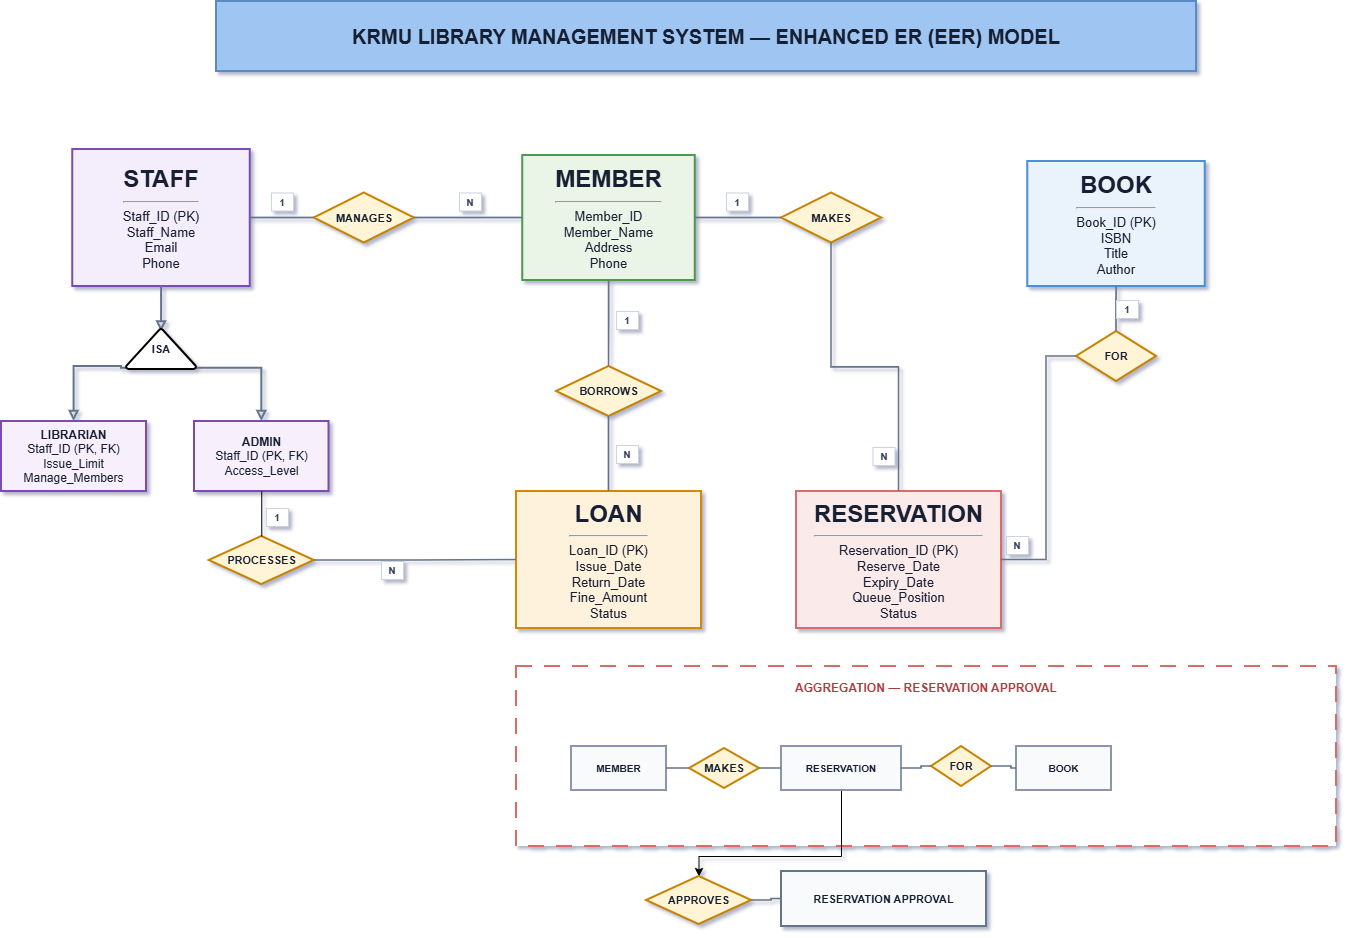 KRMU LIBRARY MANAGEMENT SYSTEM — ENHANCED ER (EER) MODEL
STAFF
Staff_ID (PK)
Staff_Name
Email
Phone
1
MANAGES
N
MEMBER
Member_ID
Member_Name
Address
Phone
1
MAKES
BOOK
Book_ID (PK)
ISBN
Title
Author
1
FOR
ISA
1
BORROWS
N
N
LIBRARIAN
Staff_ID (PK, FK)
Issue_Limit
Manage_Members
ADMIN
Staff_ID (PK, FK)
Access_Level
1
PROCESSES
N
LOAN
Loan_ID (PK)
Issue_Date
Return_Date
Fine_Amount
Status
RESERVATION
Reservation_ID (PK)
Reserve_Date
Expiry_Date
Queue_Position
Status
N
AGGREGATION — RESERVATION APPROVAL
MEMBER
MAKES
RESERVATION
FOR
BOOK
APPROVES
RESERVATION APPROVAL